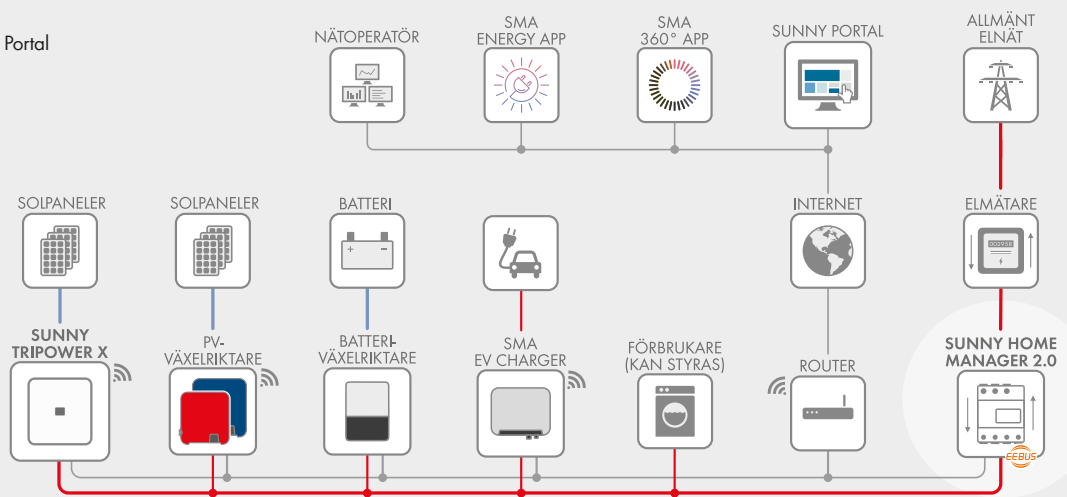 Portal
NÄTOPERATÖR
SMA
ENERGY APP
SMA
360° APP
SUNNY PORTAL
ALLMÄNT
ELNÄT
SOLPANELER
SOLPANELER
BATTERI
INTERNET
ELMÄTARE
SUNNY
TRIPOWER X
PV-
VÄXELRIKTARE
BATTERI-
VÄXELRIKTARE
SMA
EV CHARGER
FÖRBRUKARE
(KAN STYRAS)
ROUTER
SUNNY HOME
MANAGER 2.0
EEBUS